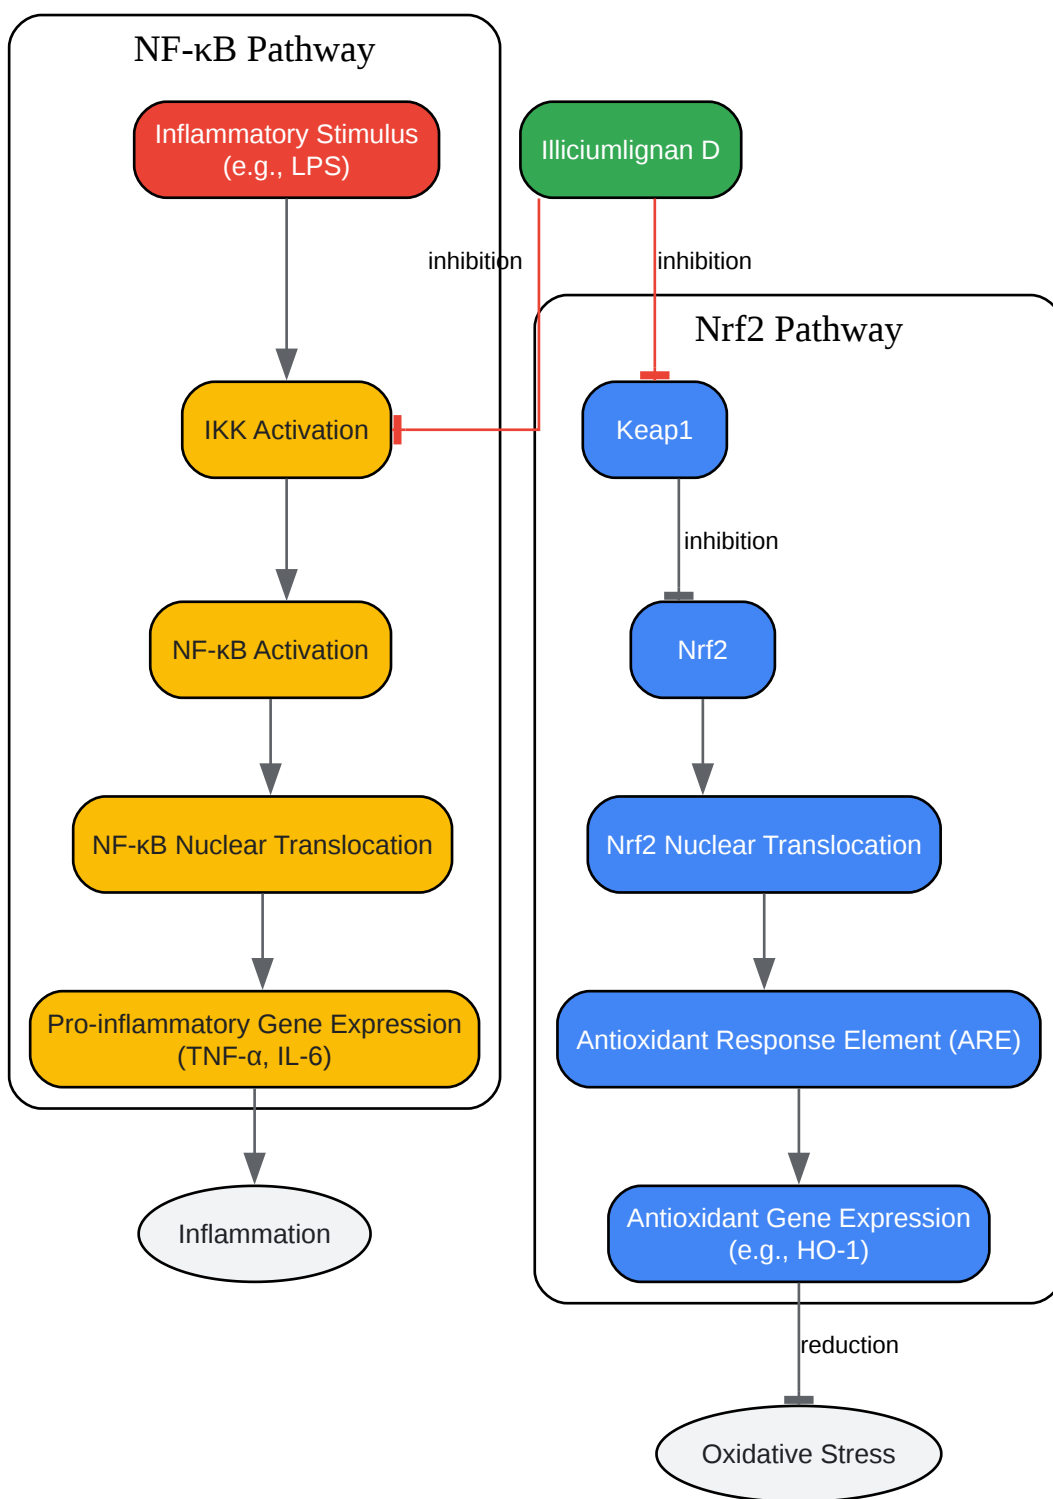 NF-κB Pathway
Inflammatory Stimulus
(e.g., LPS)
Illiciumlignan D
inhibition
inhibition
Nrf2 Pathway
IKK Activation
Keap1
inhibition
NF-κB Activation
Nrf2
NF-κB Nuclear Translocation
Nrf2 Nuclear Translocation
Pro-inflammatory Gene Expression
(TNF-α, IL-6)
Antioxidant Response Element (ARE)
Inflammation
Antioxidant Gene Expression
(e.g., HO-1)
reduction
Oxidative Stress